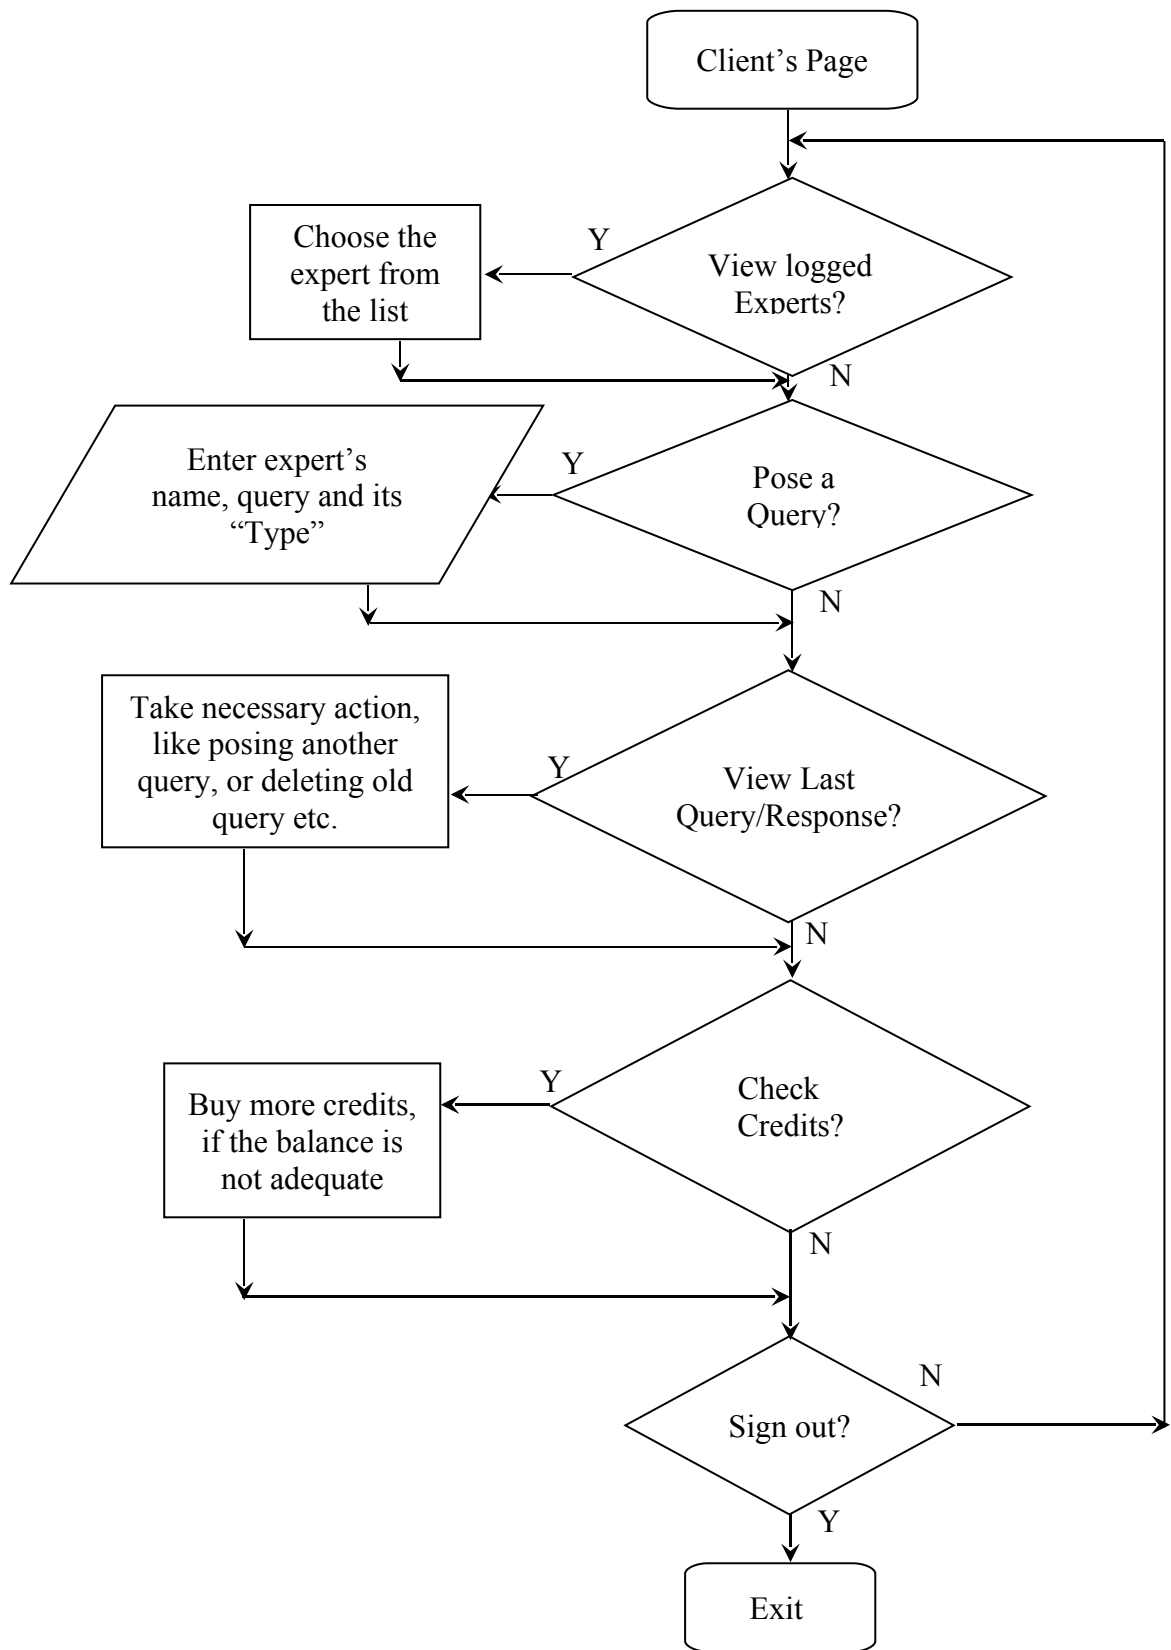 Client’s Page
Y
Choose the
expert from
the list
View logged
Experts?
N
Enter expert’s
name, query and its
“Type”
Y
Pose a
Query?
N
Take necessary action,
like posing another
query, or deleting old
query etc.
Y
View Last
Query/Response?
N
Buy more credits,
if the balance is
not adequate
Y
Check
Credits?
N
Sign out?
N
Y
Exit